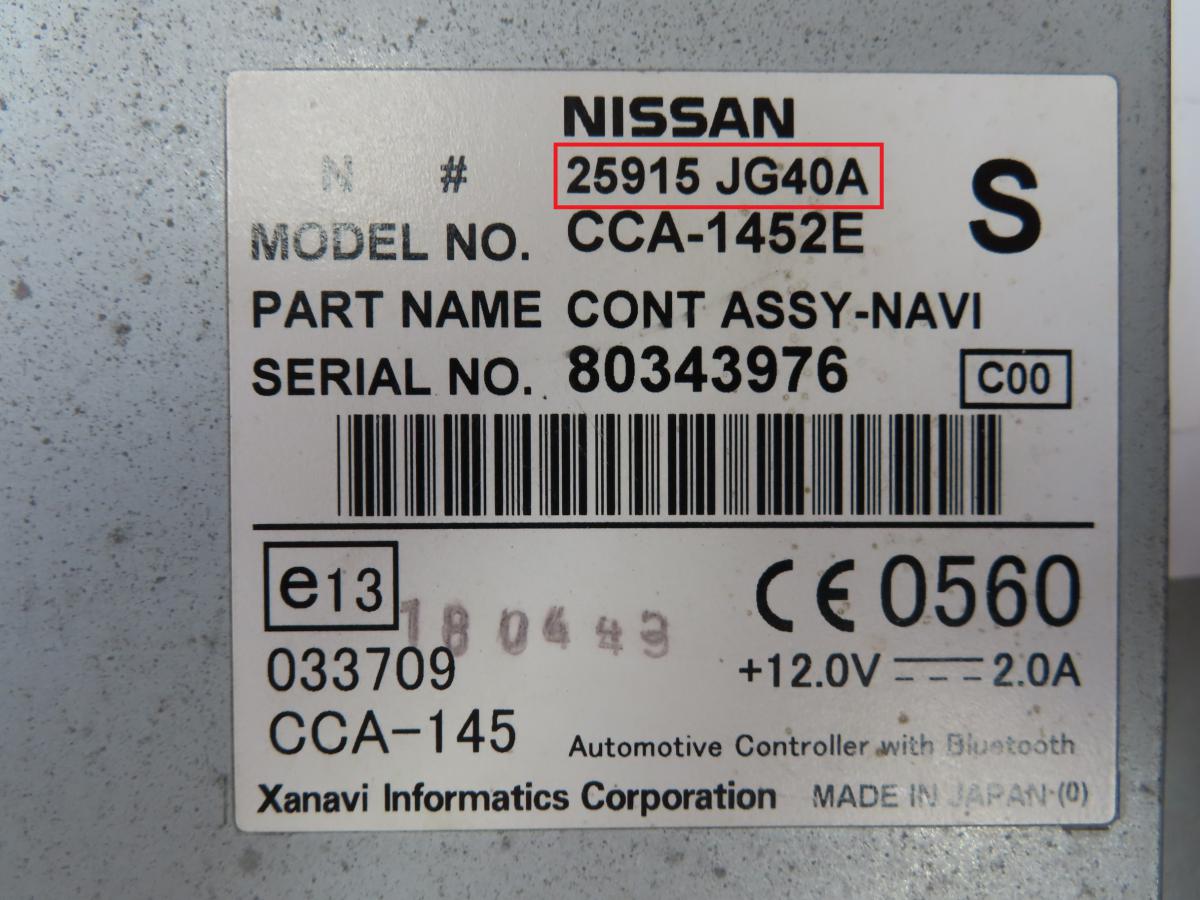 NISSAN
N # 25915 JG40A
S
MODEL NO. CCA-1452E
PART NAME CONT ASSY-NAVI
SERIAL NO. 80343976
C00
e13
CE 0560
180443
033709
+12.0V 2.0A
CCA-145
Automotive Controller with Bluetooth
Xanavi Informatics Corporation MADE IN JAPAN (0)